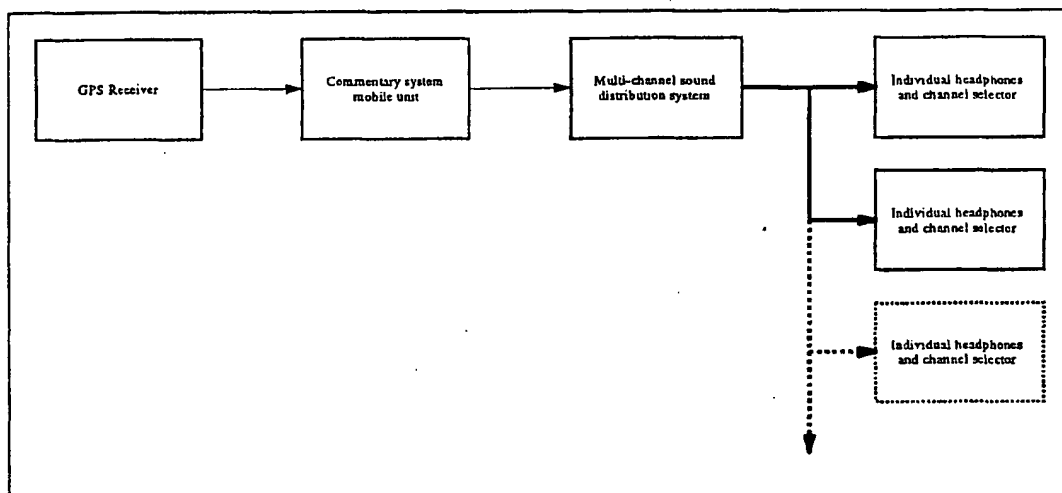 GPS Receiver
Commentary system
mobile unit
Multi-channel sound
distribution system
Individual headphones
and channel selector
Individual headphones
and channel selector
Individual headphones
and channel selector